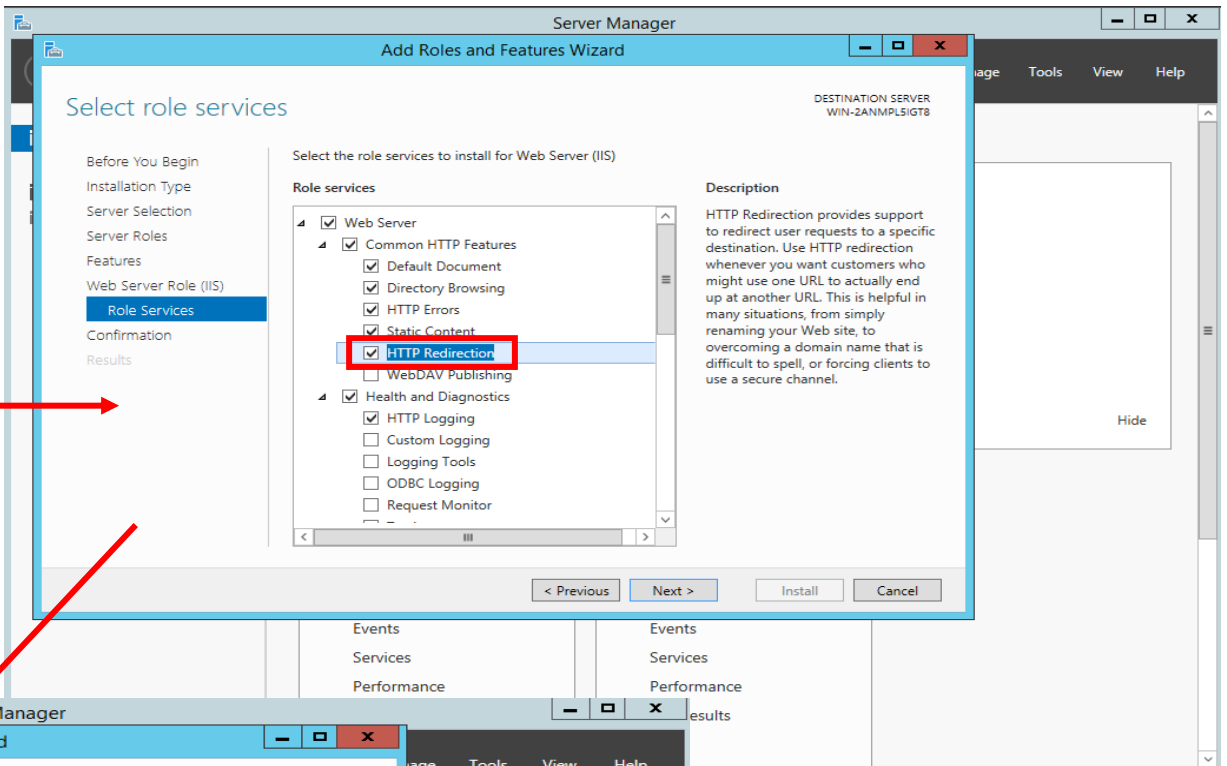 Server Manager
Add Roles and Features Wizard
Tools View Help
Select role services
DESTINATION SERVER
WIN-2ANMPL5IGT8
Before You Begin
Installation Type
Server Selection
Server Roles
Features
Web Server Role (IIS)
Role Services
Confirmation
Results
Select the role services to install for Web Server (IIS)
Role services
Web Server
Common HTTP Features
Default Document
Directory Browsing
HTTP Errors
Static Content
HTTP Redirection
WebDAV Publishing
Health and Diagnostics
HTTP Logging
Custom Logging
Logging Tools
ODBC Logging
Request Monitor
Description
HTTP Redirection provides support
to redirect user requests to a specific
destination. Use HTTP redirection
whenever you want customers who
might use one URL to actually end
up at another URL. This is helpful in
many situations, from simply
renaming your Web site, to
overcoming a domain name that is
difficult to spell, or forcing clients to
use a secure channel.
Hide
< Previous Next > Install Cancel
Events
Services
Performance
Events
Services
Performance
esults
anager
Tools View Help